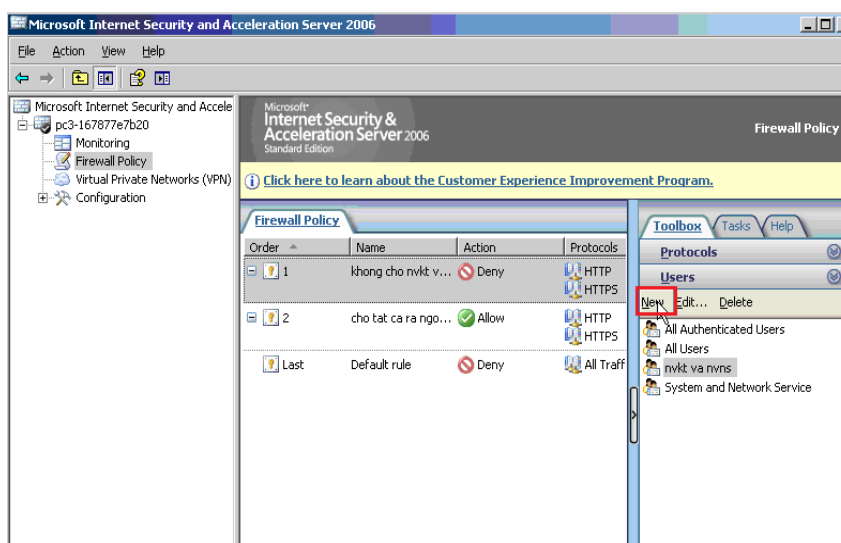 Microsoft Internet Security and Acceleration Server 2006
File Action View Help
Microsoft Internet Security and Accele
pc3-167877e7b20
Monitoring
Firewall Policy
Virtual Private Networks (VPN)
Configuration
Microsoft
Internet Security &
Acceleration Server 2006
Standard Edition
Firewall Policy
Click here to learn about the Customer Experience Improvement Program.
Firewall Policy
Order Name Action Protocols
1 khong cho nvkt v... Deny HTTP
HTTPS
2 cho tat ca ra ngo... Allow HTTP
HTTPS
Last Default rule Deny All Traff
Toolbox Tasks Help
Protocols
Users
New Edit... Delete
All Authenticated Users
All Users
nvkt va nvns
System and Network Service